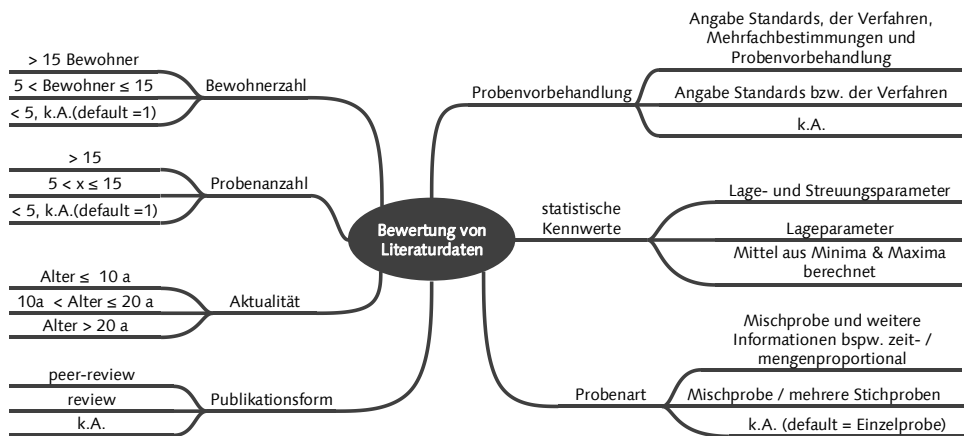 Bewertung von
Literaturdaten
Bewohnerzahl
> 15 Bewohner
5 < Bewohner ≤ 15
< 5, k.A.(default =1)
Probenanzahl
> 15
5 < x ≤ 15
< 5, k.A.(default =1)
Aktualität
Alter ≤ 10 a
10a < Alter ≤ 20 a
Alter > 20 a
Publikationsform
peer-review
review
k.A.
Probenvorbehandlung
Angabe Standards, der Verfahren,
Mehrfachbestimmungen und
Probenvorbehandlung
Angabe Standards bzw. der Verfahren
k.A.
statistische
Kennwerte
Lage- und Streuungsparameter
Lageparameter
Mittel aus Minima & Maxima
berechnet
Probenart
Mischprobe und weitere
Informationen bspw. zeit- /
mengenproportional
Mischprobe / mehrere Stichproben
k.A. (default = Einzelprobe)